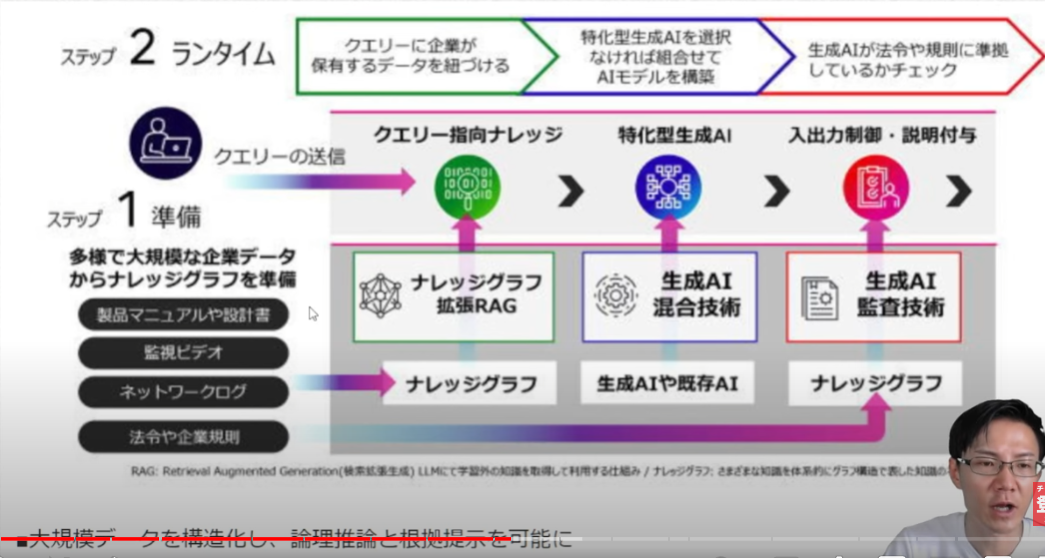 ステップ 2 ランタイム
クエリーに企業が
保有するデータを紐づける
特化型生成AIを選択
なければ組合せて
AIモデルを構築
生成AIが法令や規則に準拠
しているかチェック
クエリーの送信
クエリー指向ナレッジ
特化型生成AI
入出力制御・説明付与
ステップ 1 準備
多様で大規模な企業データ
からナレッジグラフを準備
製品マニュアルや設計書
監視ビデオ
ネットワークログ
法令や企業規則
ナレッジグラフ
拡張RAG
生成AI
混合技術
生成AI
監査技術
ナレッジグラフ
生成AIや既存AI
ナレッジグラフ
RAG: Retrieval Augmented Generation(検索拡張生成) LLMにて学習外の知識を取得して利用する仕組み / ナレッジグラフ: さまざまな知識を体系的にグラフ構造で表した知識の
■大規模データを構造化し、論理推論と根拠提示を可能に